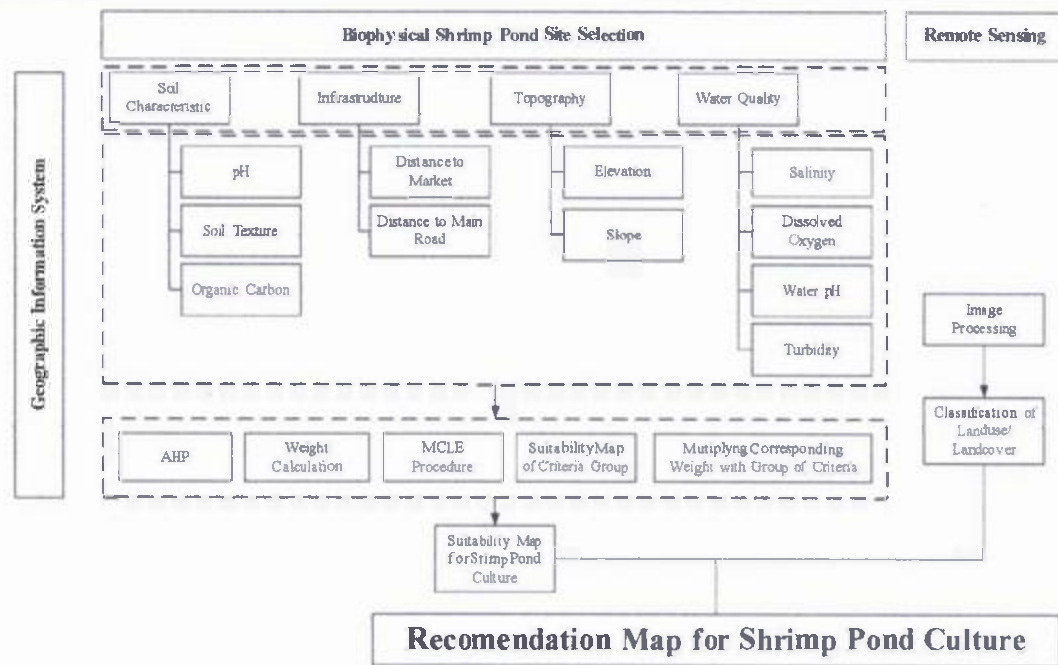 Biophysical Shrimp Pond Site Selection
Remote Sensing
Geographic Information System
Soil
Characteristic
Infrastrudture
Topography
Water Quality
pH
Soil Texture
Organic Carbon
Distance to
Market
Distance to Main
Road
Elevation
Slope
Salinity
Dissolved
Oxygen
Water pH
Turbiday
Image
Processing
Classification of
Landuse/
Landcover
AHP
Weight
Calculation
MCLE
Procedure
Suitability Map
of Criteria Group
Mutiplyng Corresponding
Weight with Group of Criteria
Suitability Map
for Strimp Pond
Culture
Recomendation Map for Shrimp Pond Culture